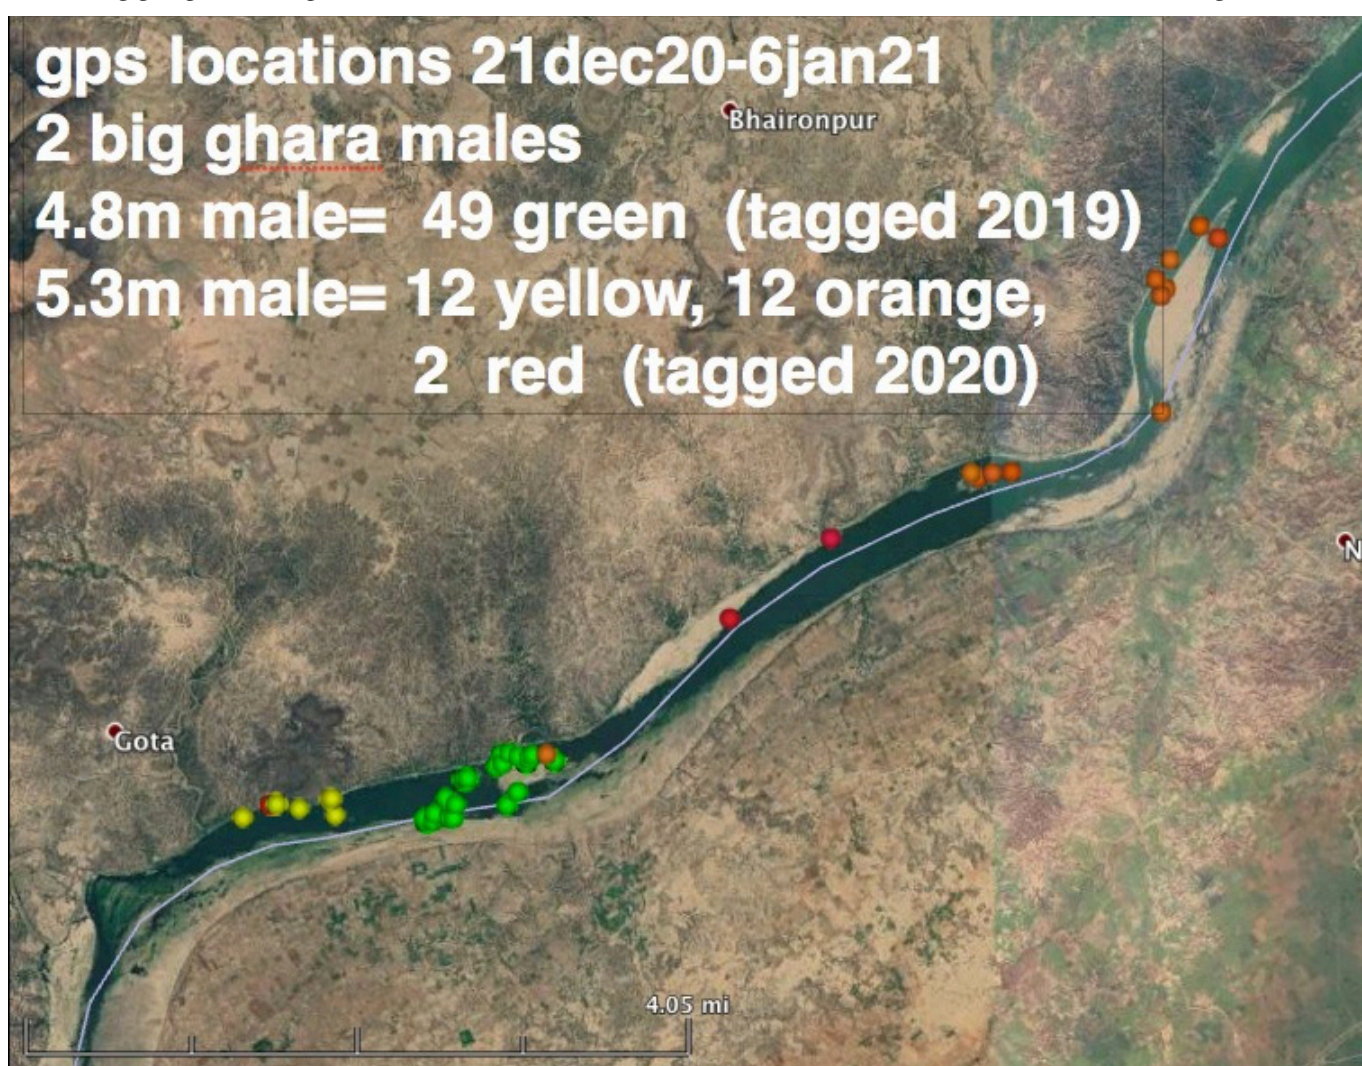 gps locations 21dec20-6jan21
2 big ghara males
4.8m male= 49 green (tagged 2019)
5.3m male= 12 yellow, 12 orange,
2 red (tagged 2020)
Bhaironpur
N
Gota
4.05 mi